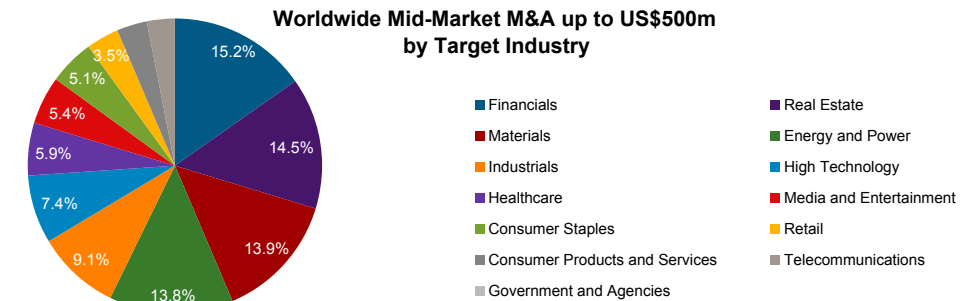 Worldwide Mid-Market M&A up to US$500m
by Target Industry
15.2%
14.5%
13.9%
13.8%
9.1%
7.4%
5.9%
5.4%
5.1%
3.5%
Financials
Real Estate
Materials
Energy and Power
Industrials
High Technology
Healthcare
Media and Entertainment
Consumer Staples
Retail
Consumer Products and Services
Telecommunications
Government and Agencies